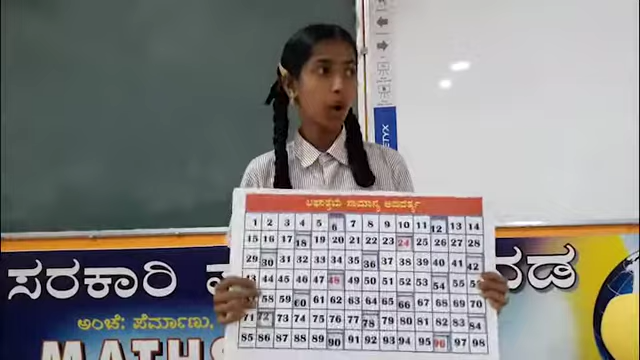 ಲಘುತ್ತಮ ಸಾಮಾನ್ಯ ಅಪವರ್ತ್ಯ
1 2 3 4 5 6 7 8 9 10 11 12 13 14
15 16 17 18 19 20 21 22 23 24 25 26 27 28
29 30 31 32 33 34 35 36 37 38 39 40 41 42
43 44 45 46 47 48 49 50 51 52 53 54 55
58 59 60 61 62 63 64 65 66 67 68 69
71 72 73 74 75 76 77 78 79 80 81 82 83 84
85 86 87 88 89 90 91 92 93 94 95 96 97 98
ಸರಕಾರಿ
ಅಂಚೆ: ಪೆರ್ಮಾಣು,
MATHS